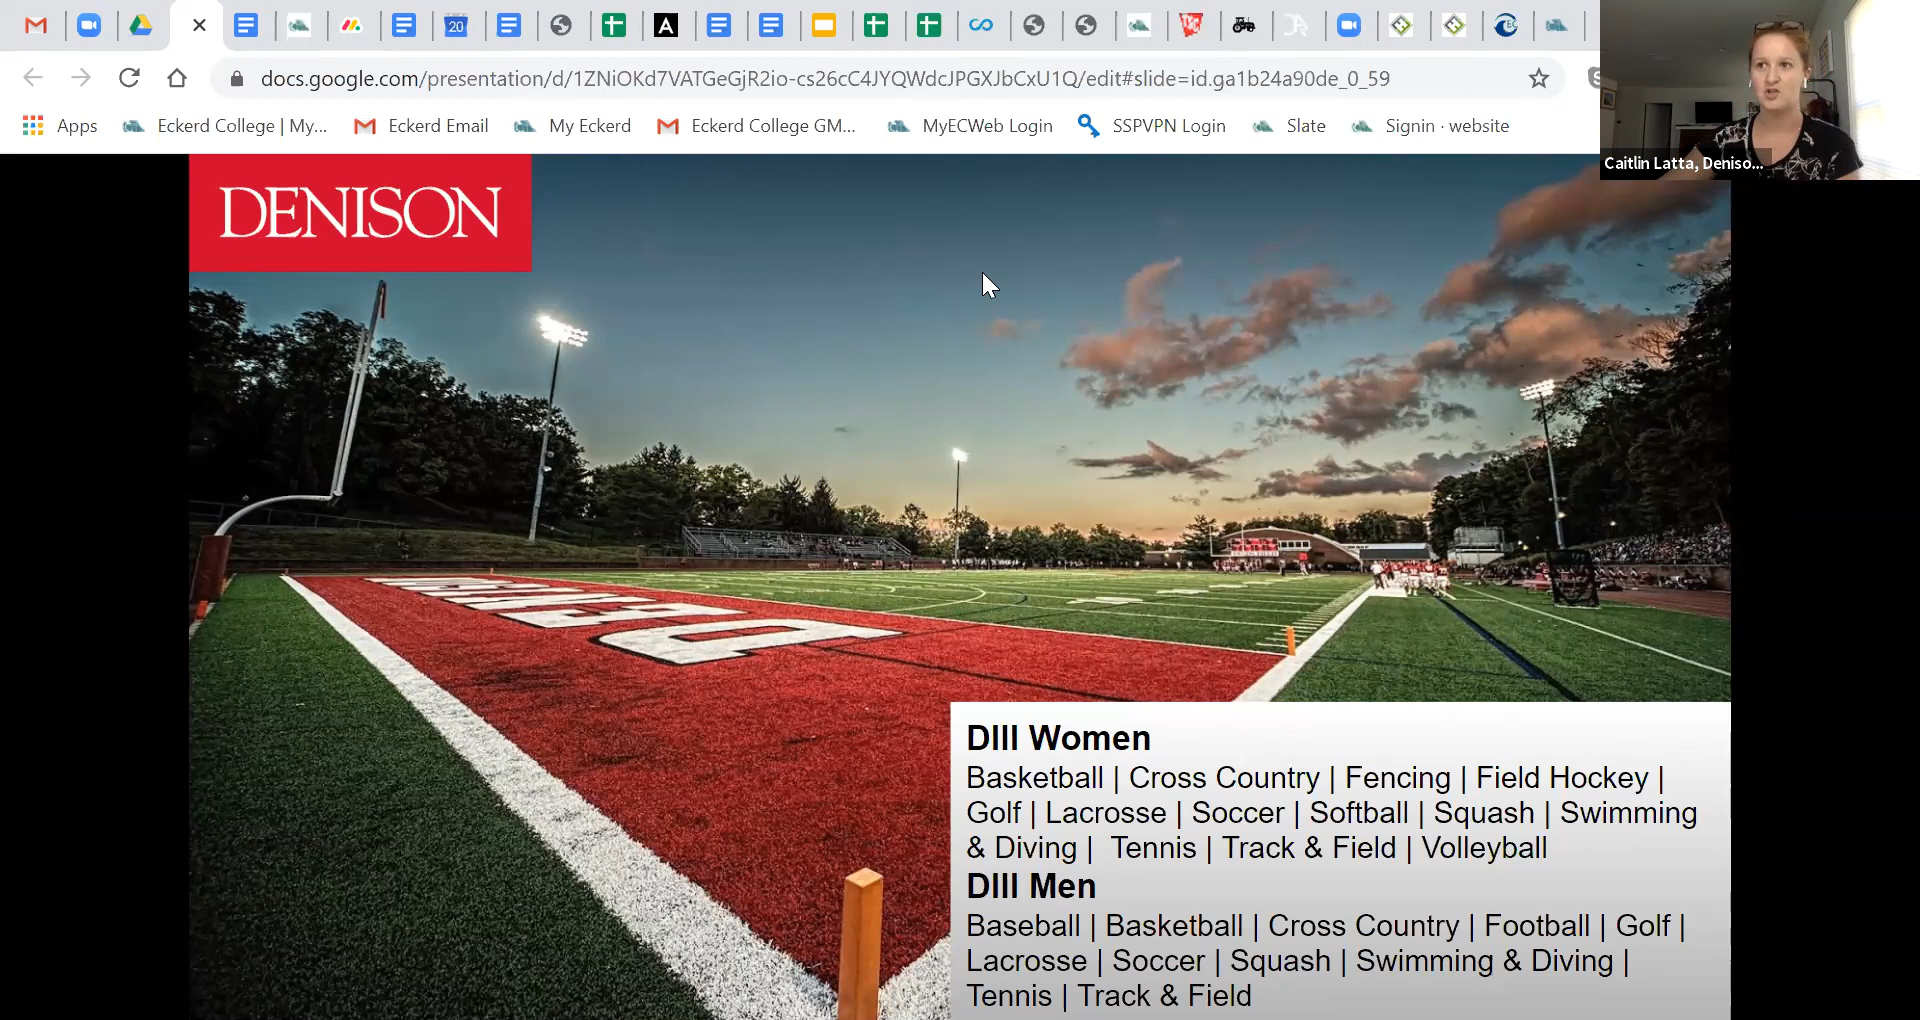 20
A
docs.google.com/presentation/d/1ZNiOKd7VATGeGjR2io-cs26cC4JYQWdcJPGXJbCxU1Q/edit#slide=id.ga1b24a90de_0_59
Apps Eckerd College | My... Eckerd Email My Eckerd Eckerd College GM... MyECWeb Login SSPVPN Login Slate Signin · website
Caitlin Latta, Deniso...
DENISON
DIII Women
Basketball | Cross Country | Fencing | Field Hockey |
Golf | Lacrosse | Soccer | Softball | Squash | Swimming
& Diving | Tennis | Track & Field | Volleyball
DIII Men
Baseball | Basketball | Cross Country | Football | Golf |
Lacrosse | Soccer | Squash | Swimming & Diving |
Tennis | Track & Field